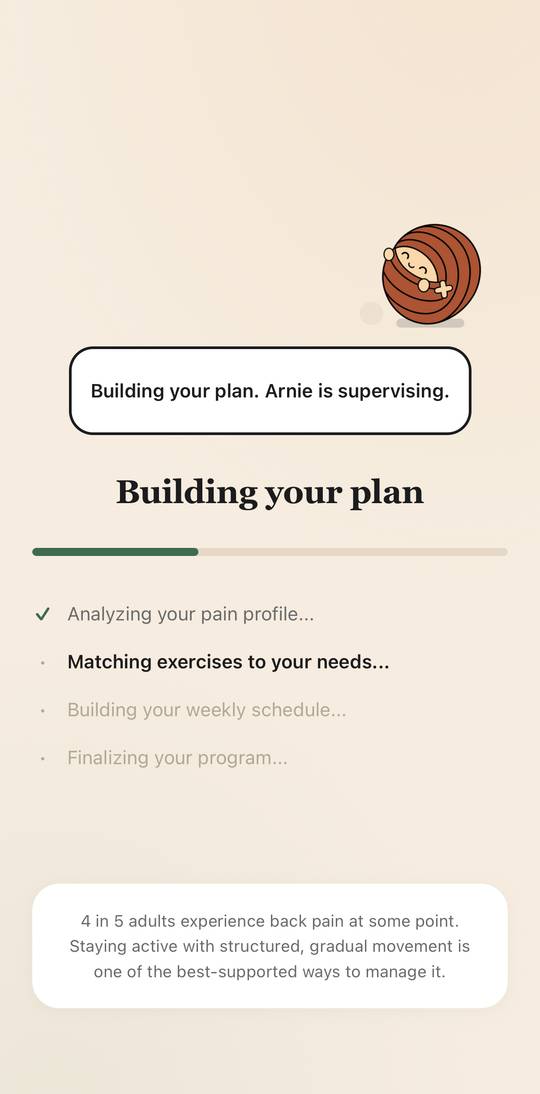 Building your plan. Arnie is supervising.
Building your plan
Analyzing your pain profile...
Matching exercises to your needs...
Building your weekly schedule...
Finalizing your program...
4 in 5 adults experience back pain at some point.
Staying active with structured, gradual movement is
one of the best-supported ways to manage it.